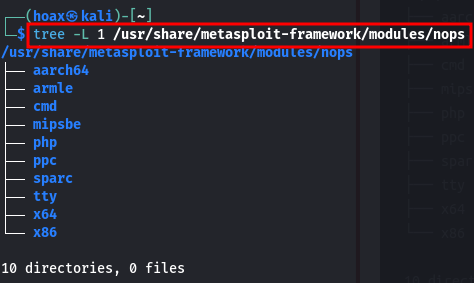 ┌──(hoax㉿kali)-[~]
└─$ tree -L 1 /usr/share/metasploit-framework/modules/nops
/usr/share/metasploit-framework/modules/nops
├── aarch64
├── armle
├── cmd
├── mipsbe
├── php
├── ppc
├── sparc
├── tty
├── x64
└── x86

10 directories, 0 files